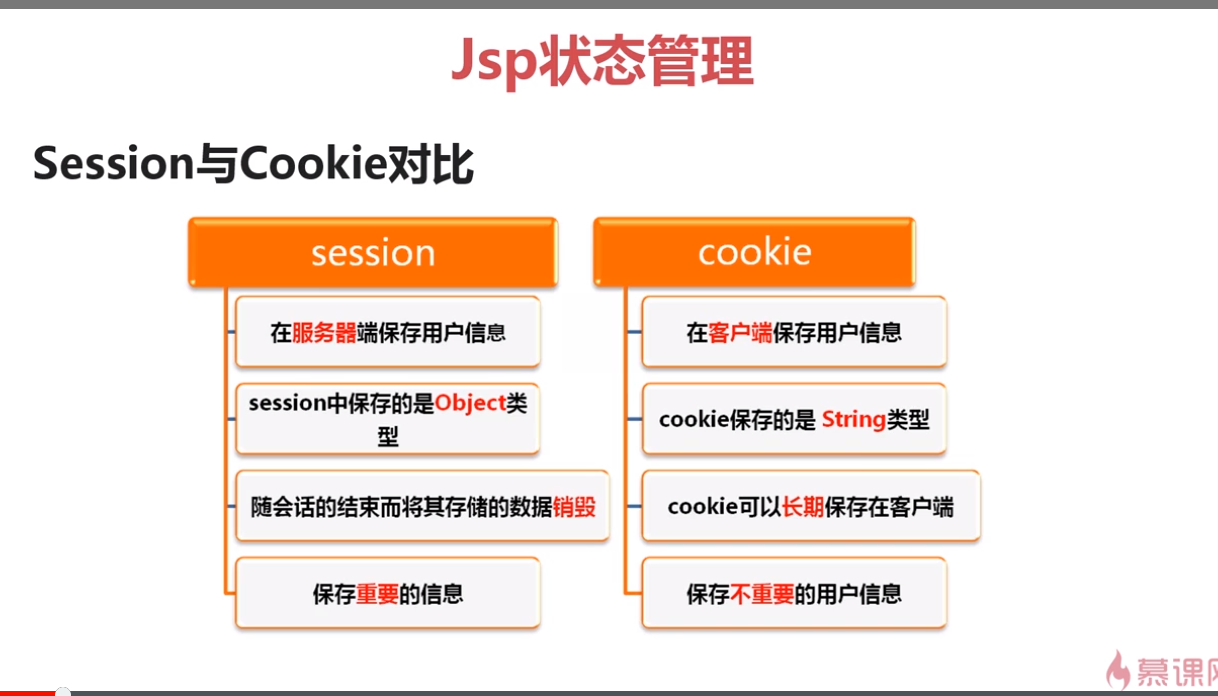 Jsp状态管理
Session与Cookie对比
session
在服务器端保存用户信息
session中保存的是Object类
型
随会话的结束而将其存储的数据销毁
保存重要的信息
cookie
在客户端保存用户信息
cookie保存的是 String类型
cookie可以长期保存在客户端
保存不重要的用户信息
慕课